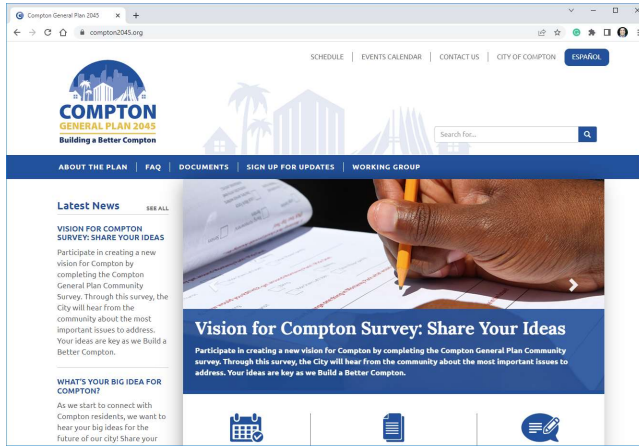 Compton General Plan 2045
compton2045.org
SCHEDULE
EVENTS CALENDAR
CONTACT US
CITY OF COMPTON
ESPAÑOL
COMPTON
GENERAL PLAN 2045
Building a Better Compton
Search for...
ABOUT THE PLAN
FAQ
DOCUMENTS
SIGN UP FOR UPDATES
WORKING GROUP
Latest News
SEE ALL
VISION FOR COMPTON
SURVEY: SHARE YOUR IDEAS
Participate in creating a new
vision for Compton by
completing the Compton
General Plan Community
Survey. Through this survey, the
City will hear from the
community about the most
important issues to address.
Your ideas are key as we Build a
Better Compton.
WHAT'S YOUR BIG IDEA FOR
COMPTON?
As we start to connect with
Compton residents, we want to
hear your big ideas for the
future of our city! Share your
Vision for Compton Survey: Share Your Ideas
Participate in creating a new vision for Compton by completing the Compton General Plan Community
survey. Through this survey, the City will hear from the community about the most important issues to
address. Your ideas are key as we Build a Better Compton.